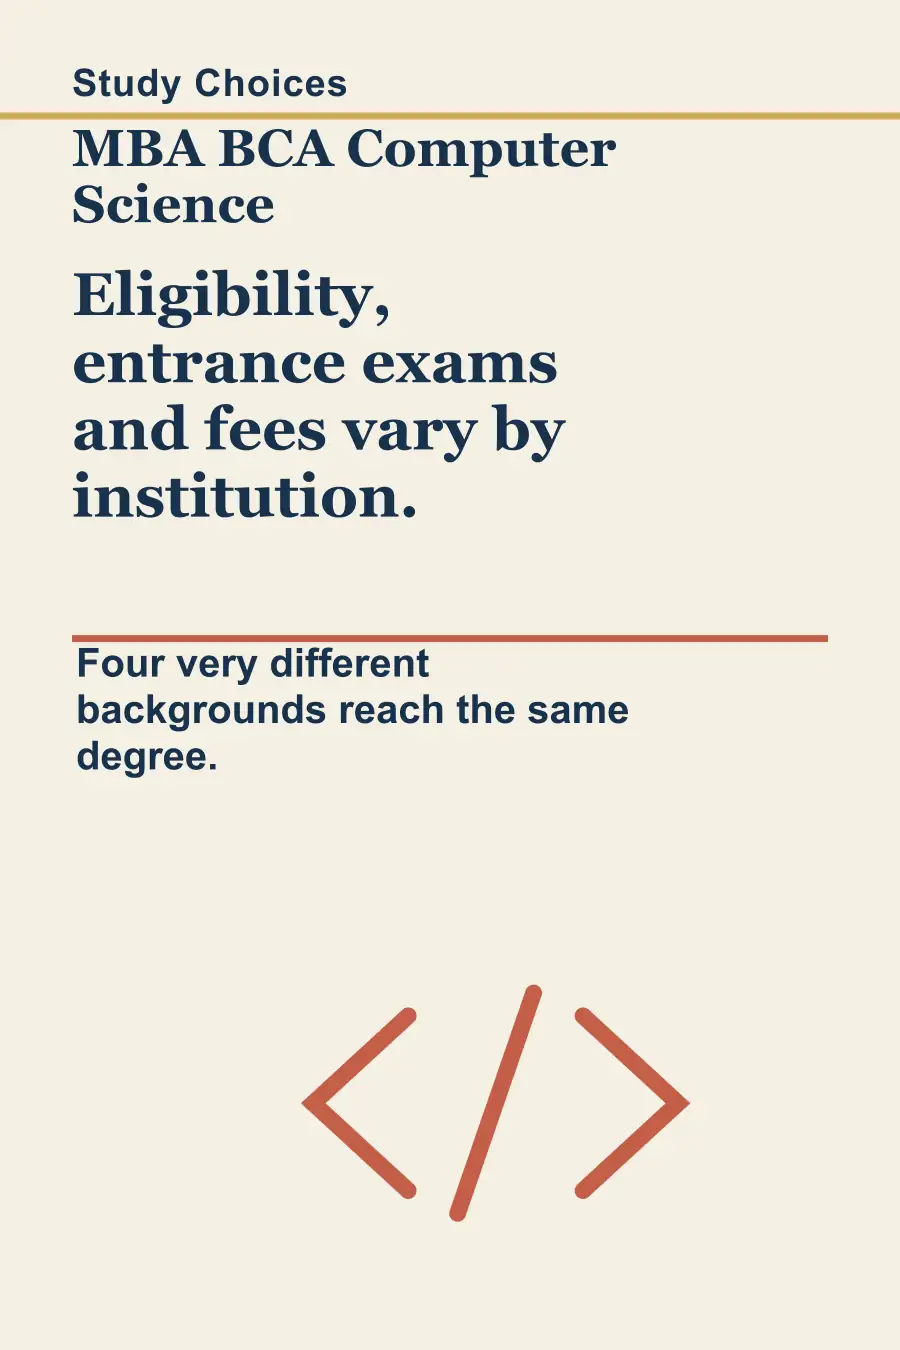 Study Choices
MBA BCA Computer
Science
Eligibility,
entrance exams
and fees vary by
institution.
Four very different
backgrounds reach the same
degree.